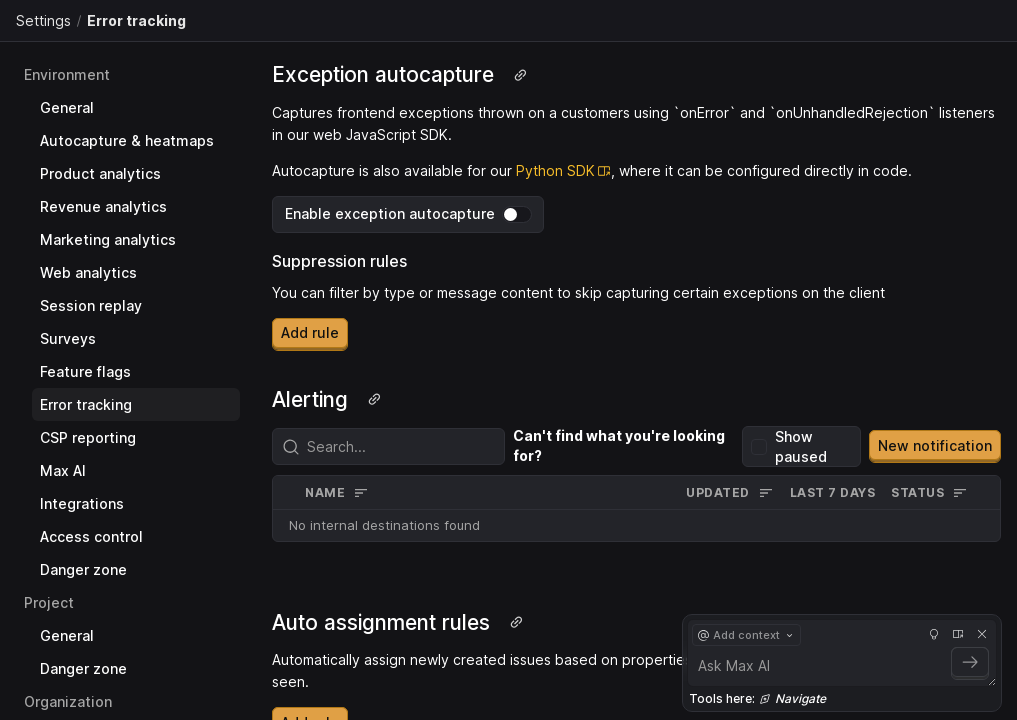 Settings / Error tracking
Environment
General
Autocapture & heatmaps
Product analytics
Revenue analytics
Marketing analytics
Web analytics
Session replay
Surveys
Feature flags
Error tracking
CSP reporting
Max AI
Integrations
Access control
Danger zone
Project
General
Danger zone
Organization
Exception autocapture
Captures frontend exceptions thrown on a customers using `onError` and `onUnhandledRejection` listeners
in our web JavaScript SDK.
Autocapture is also available for our Python SDK, where it can be configured directly in code.
Enable exception autocapture
Suppression rules
You can filter by type or message content to skip capturing certain exceptions on the client
Add rule
Alerting
Search...
Can't find what you're looking
for?
Show
paused
New notification
NAME UPDATED LAST 7 DAYS STATUS
No internal destinations found
Auto assignment rules
Automatically assign newly created issues based on
seen.
@ Add context
Ask Max AI
Tools here: Navigate